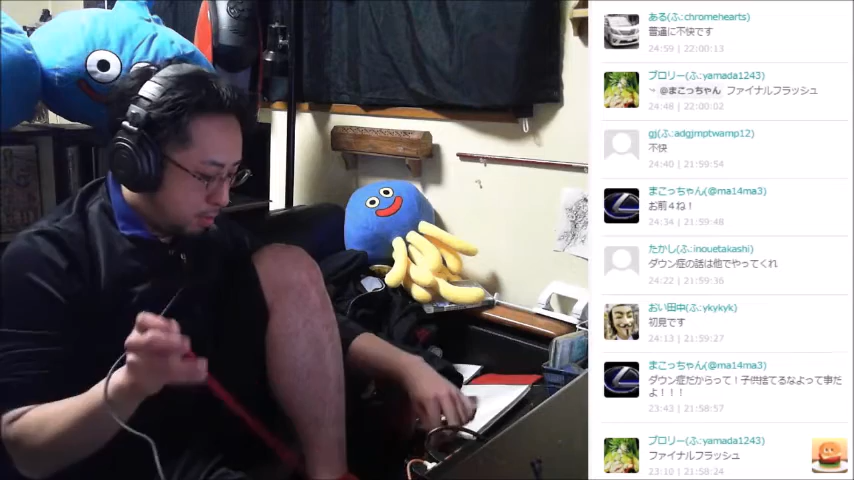 ある(ふ:chromehearts)
普通に不快です
24:59 | 22:00:13
ブロリー(ふ:yamada1243)
@まこっちゃん ファイナルフラッシュ
24:48 | 22:00:02
gj(ふ:adgjmptwamp12)
不快
24:40 | 21:59:54
まこっちゃん(@ma14ma3)
お前4ね!
24:34 | 21:59:48
たかし(ふ:inouetakashi)
ダウン症の話は他でやってくれ
24:22 | 21:59:36
おい田中(ふ:ykykyk)
初見です
24:13 | 21:59:27
まこっちゃん(@ma14ma3)
ダウン症だからって!子供捨てるなよって事だ
よ!!!
23:43 | 21:58:57
ブロリー(ふ:yamada1243)
ファイナルフラッシュ
23:10 | 21:58:24